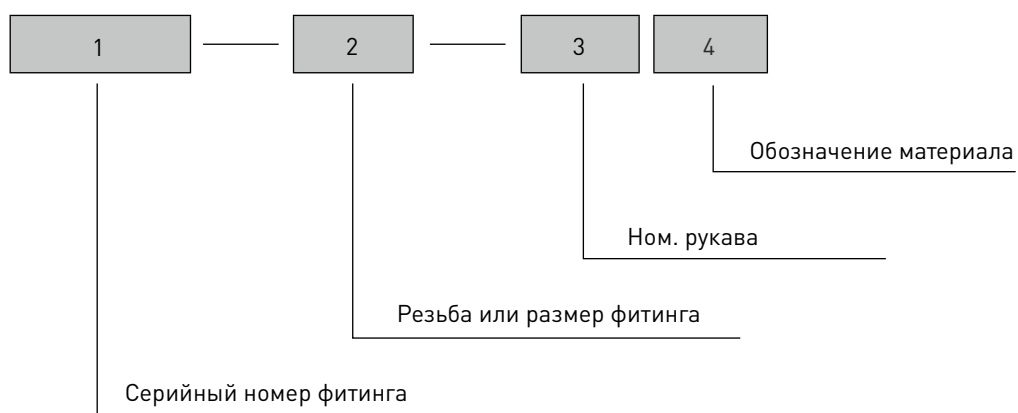 1 2 3 4
Обозначение материала
Ном. рукава
Резьба или размер фитинга
Серийный номер фитинга